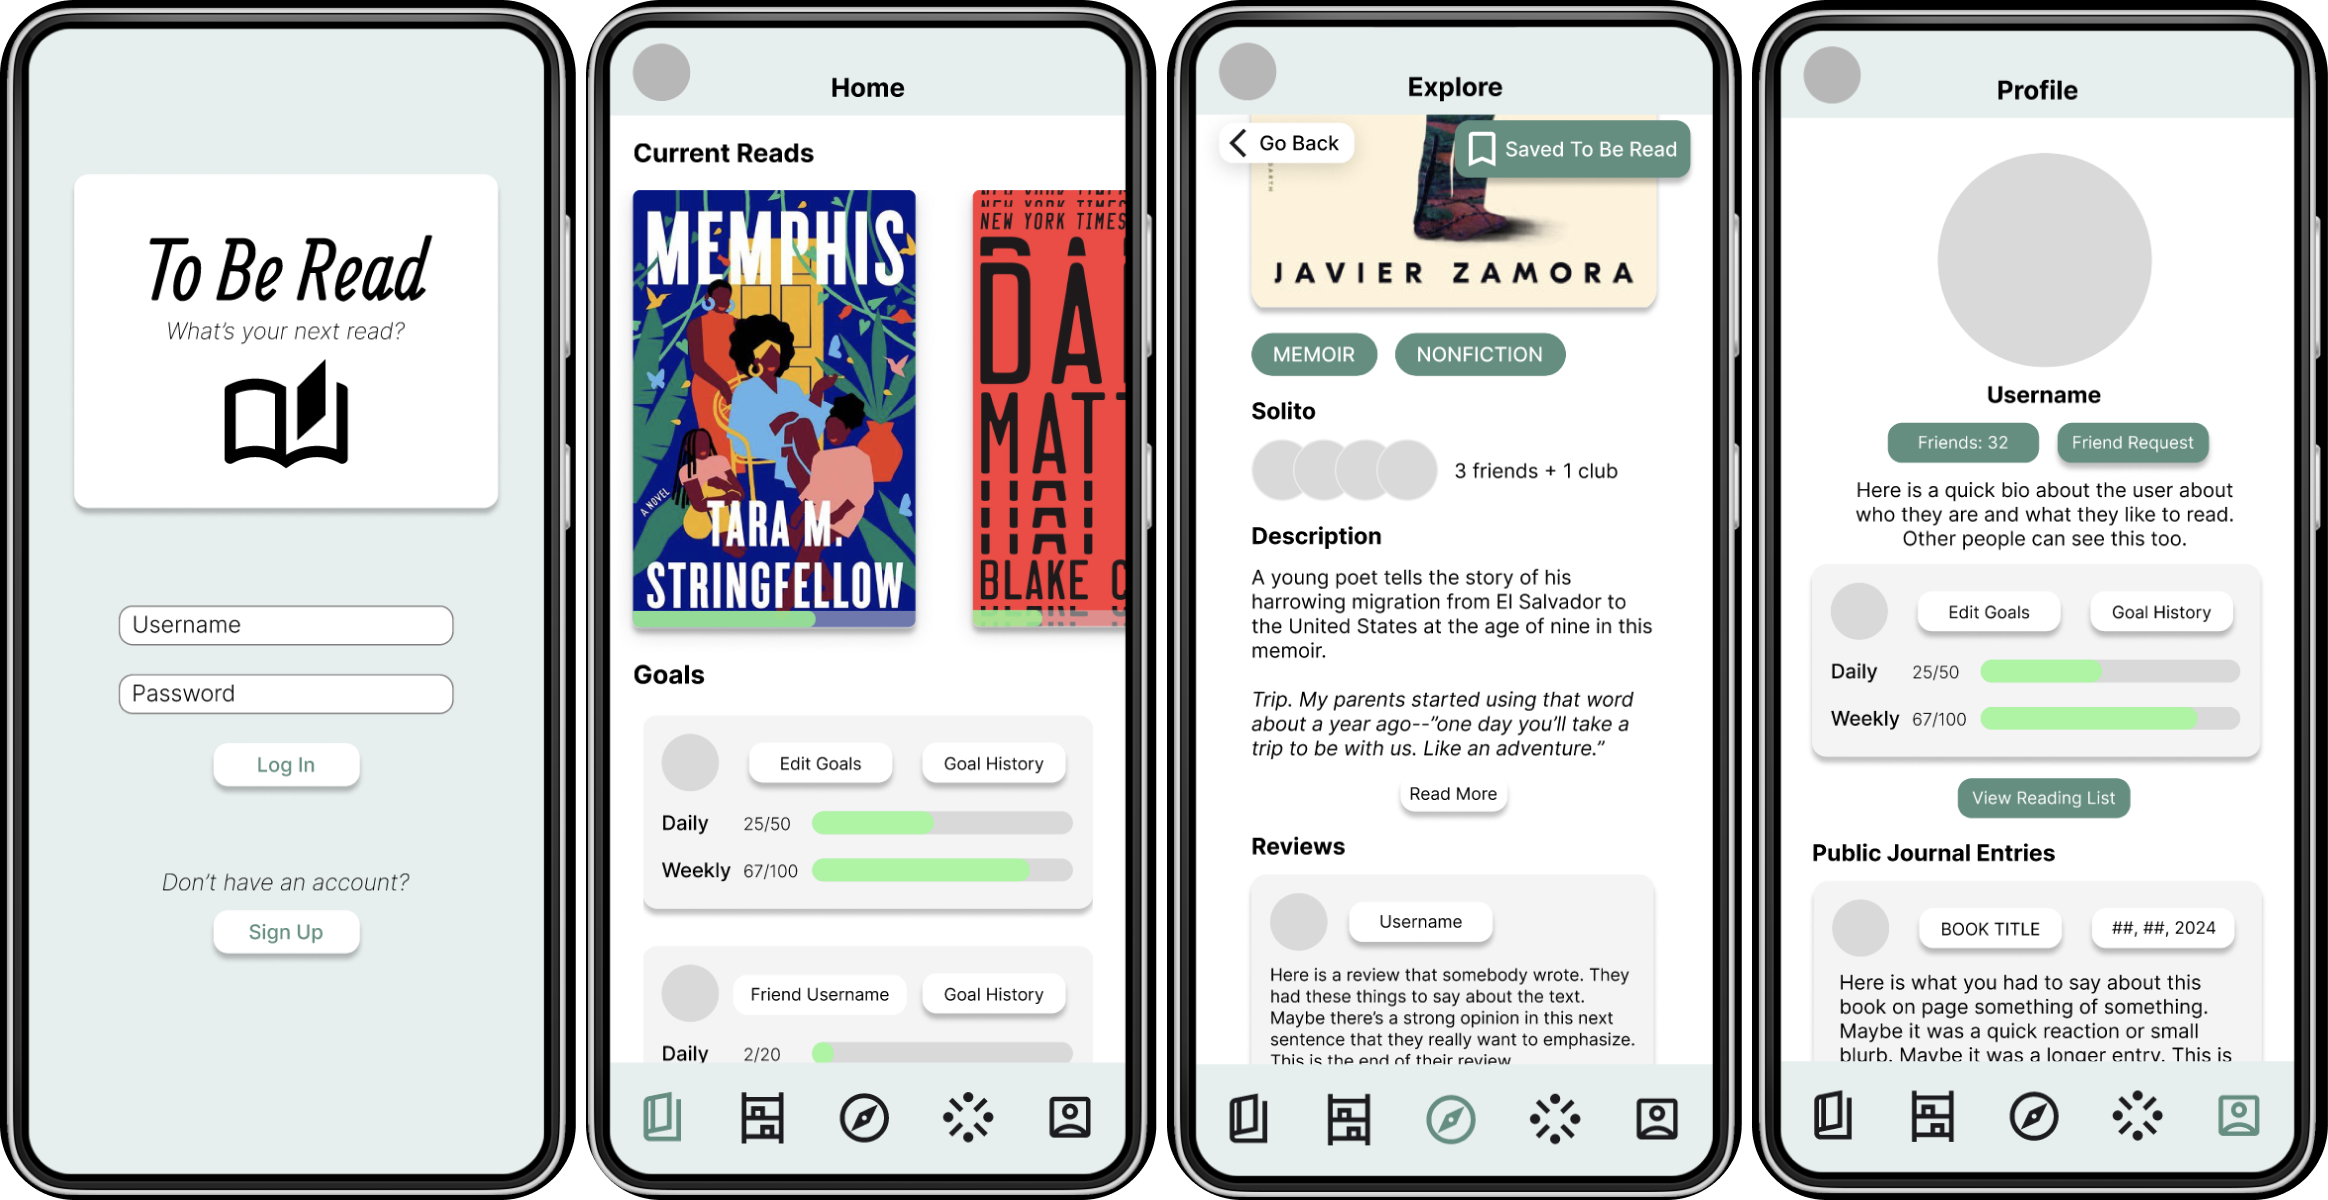 To Be Read
What's your next read?
Username
Password
Log In
Don't have an account?
Sign Up
Home
Current Reads
MEMPHIS
A NOVEL
TARA M.
STRINGFELLOW
NEW YORK TIMES
NEW YORK TIMES
MATT
BLAKE C
Goals
Edit Goals
Goal History
Daily 25/50
Weekly 67/100
Friend Username
Goal History
Daily 2/20
Explore
Go Back
Saved To Be Read
JAVIER ZAMORA
MEMOIR
NONFICTION
Solito
3 friends + 1 club
Description
A young poet tells the story of his
harrowing migration from El Salvador to
the United States at the age of nine in this
memoir.
Trip. My parents started using that word
about a year ago--”one day you’ll take a
trip to be with us. Like an adventure.”
Read More
Reviews
Username
Here is a review that somebody wrote. They
had these things to say about the text.
Maybe there’s a strong opinion in this next
sentence that they really want to emphasize.
This is the end of their review
Profile
Username
Friends: 32
Friend Request
Here is a quick bio about the user about
who they are and what they like to read.
Other people can see this too.
Edit Goals
Goal History
Daily 25/50
Weekly 67/100
View Reading List
Public Journal Entries
BOOK TITLE
##, ##, 2024
Here is what you had to say about this
book on page something of something.
Maybe it was a quick reaction or small
blurb. Maybe it was a longer entry. This is